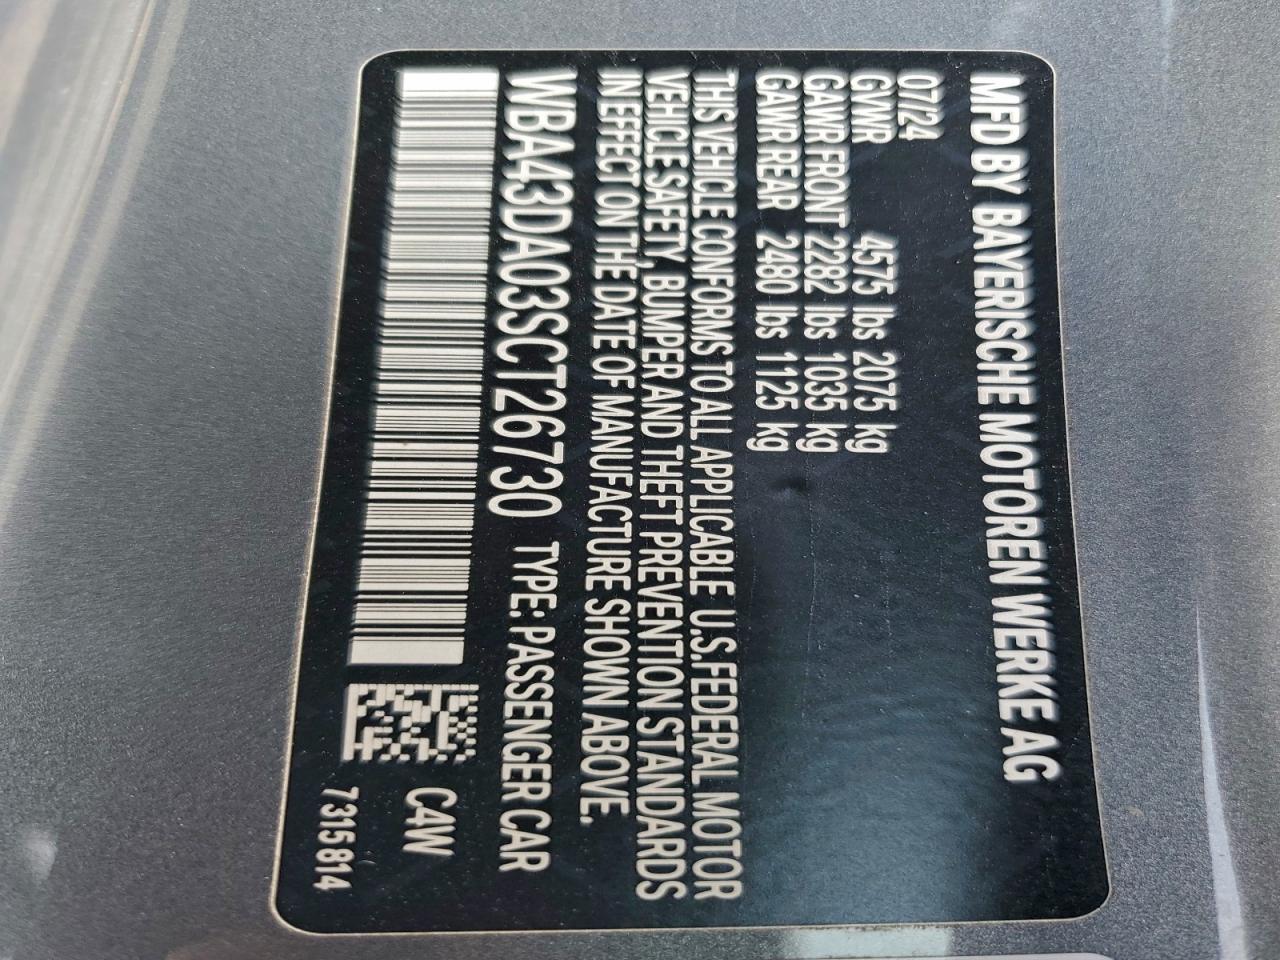 MFD BY BAYERISCHE MOTOREN WERKE AG
07/24
GVWR 4575 lbs 2075 kg
GAWR FRONT 2282 lbs 1035 kg
GAWR REAR 2480 lbs 1125 kg
THIS VEHICLE CONFORMS TO ALL APPLICABLE U.S.FEDERAL MOTOR
VEHICLE SAFETY, BUMPER AND THEFT PREVENTION STANDARDS
IN EFFECT ON THE DATE OF MANUFACTURE SHOWN ABOVE.
WBA43DA03SCT26730 TYPE: PASSENGER CAR
C4W
7315814